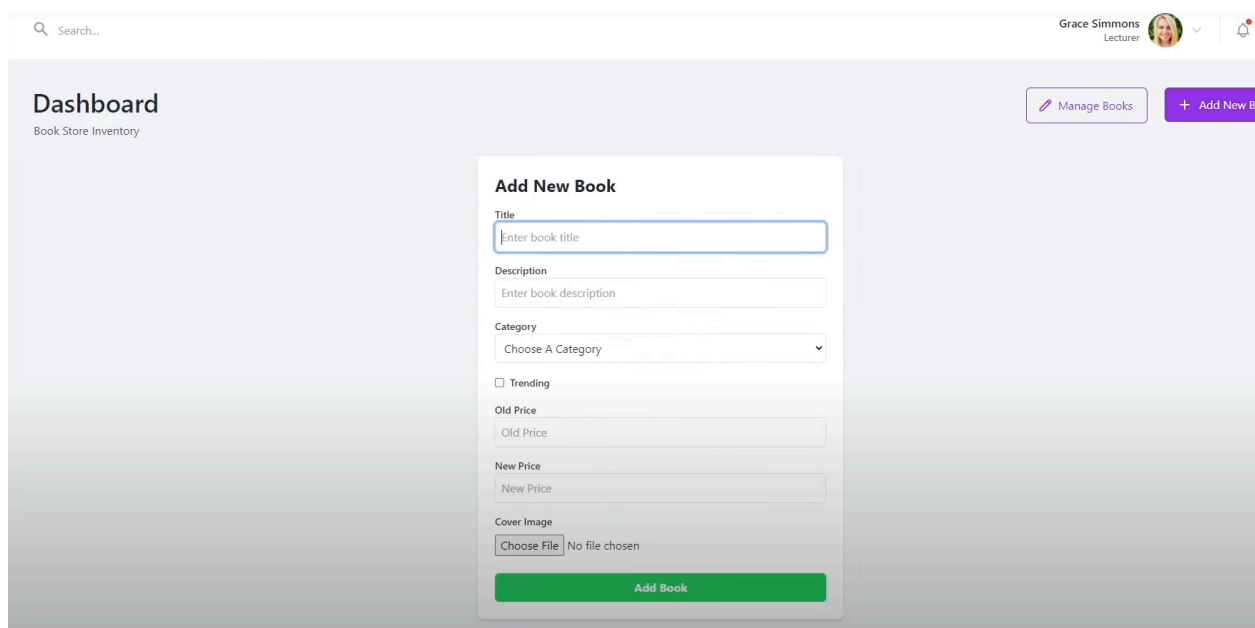 Search...
Grace Simmons
Lecturer
Dashboard
Book Store Inventory
Manage Books
+ Add New B
Add New Book
Title
Enter book title
Description
Enter book description
Category
Choose A Category
Trending
Old Price
Old Price
New Price
New Price
Cover Image
Choose File No file chosen
Add Book